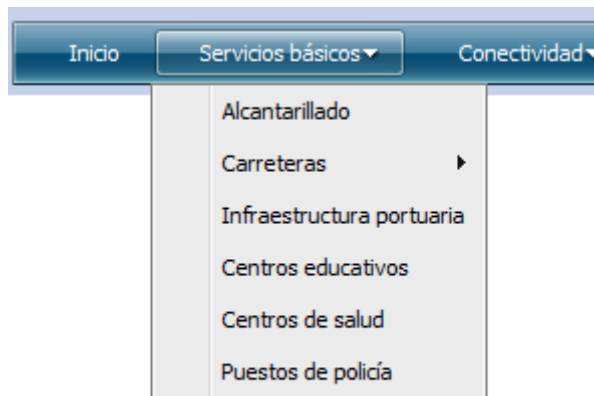 Inicio Servicios básicos Conectividad
Alcantarillado
Carreteras
Infraestructura portuaria
Centros educativos
Centros de salud
Puestos de policía